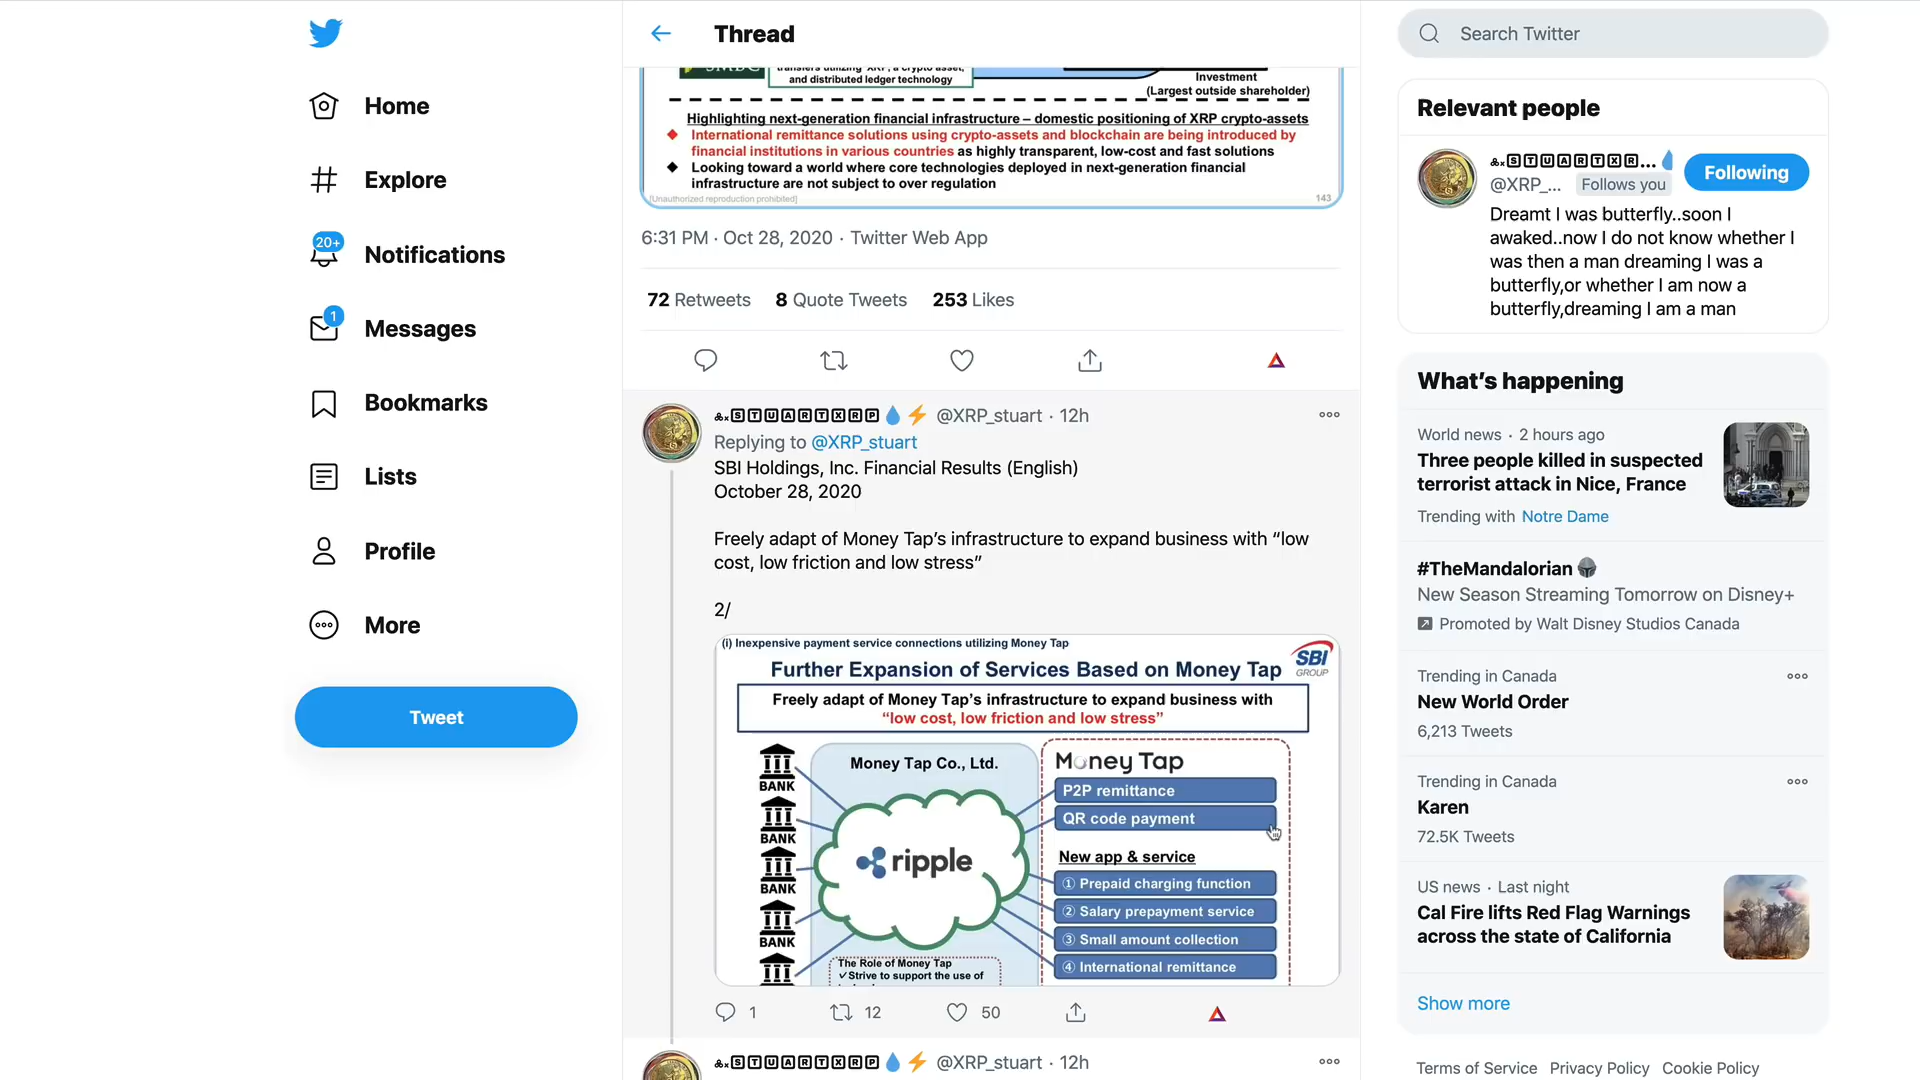 Home
Explore
20+
Notifications
1
Messages
Bookmarks
Lists
Profile
More
Tweet
Thread
and distributed ledger technology
Investment
(Largest outside shareholder)
Highlighting next-generation financial infrastructure – domestic positioning of XRP crypto-assets
International remittance solutions using crypto-assets and blockchain are being introduced by
financial institutions in various countries as highly transparent, low-cost and fast solutions
Looking toward a world where core technologies deployed in next-generation financial
infrastructure are not subject to over regulation
[Unauthorized reproduction prohibited]
143
6:31 PM · Oct 28, 2020 · Twitter Web App
72 Retweets 8 Quote Tweets 253 Likes
🅂🅃🅄🄰🅁🅃🅇🅁🄿 @XRP_stuart · 12h
Replying to @XRP_stuart
SBI Holdings, Inc. Financial Results (English)
October 28, 2020
Freely adapt of Money Tap’s infrastructure to expand business with “low
cost, low friction and low stress”
2/
(i) Inexpensive payment service connections utilizing Money Tap
SBI
GROUP
Further Expansion of Services Based on Money Tap
Freely adapt of Money Tap’s infrastructure to expand business with
“low cost, low friction and low stress”
BANK
BANK
BANK
BANK
Money Tap Co., Ltd.
ripple
The Role of Money Tap
✓Strive to support the use of
Money Tap
P2P remittance
QR code payment
New app & service
① Prepaid charging function
② Salary prepayment service
③ Small amount collection
④ International remittance
1 12 50
🅂🅃🅄🄰🅁🅃🅇🅁🄿 @XRP_stuart · 12h
Search Twitter
Relevant people
🅂🅃🅄🄰🅁🅃🅇🅁...
@XRP_... Follows you
Following
Dreamt I was butterfly..soon I
awaked..now I do not know whether I
was then a man dreaming I was a
butterfly,or whether I am now a
butterfly,dreaming I am a man
What’s happening
World news · 2 hours ago
Three people killed in suspected
terrorist attack in Nice, France
Trending with Notre Dame
#TheMandalorian
New Season Streaming Tomorrow on Disney+
Promoted by Walt Disney Studios Canada
Trending in Canada
New World Order
6,213 Tweets
Trending in Canada
Karen
72.5K Tweets
US news · Last night
Cal Fire lifts Red Flag Warnings
across the state of California
Show more
Terms of Service Privacy Policy Cookie Policy